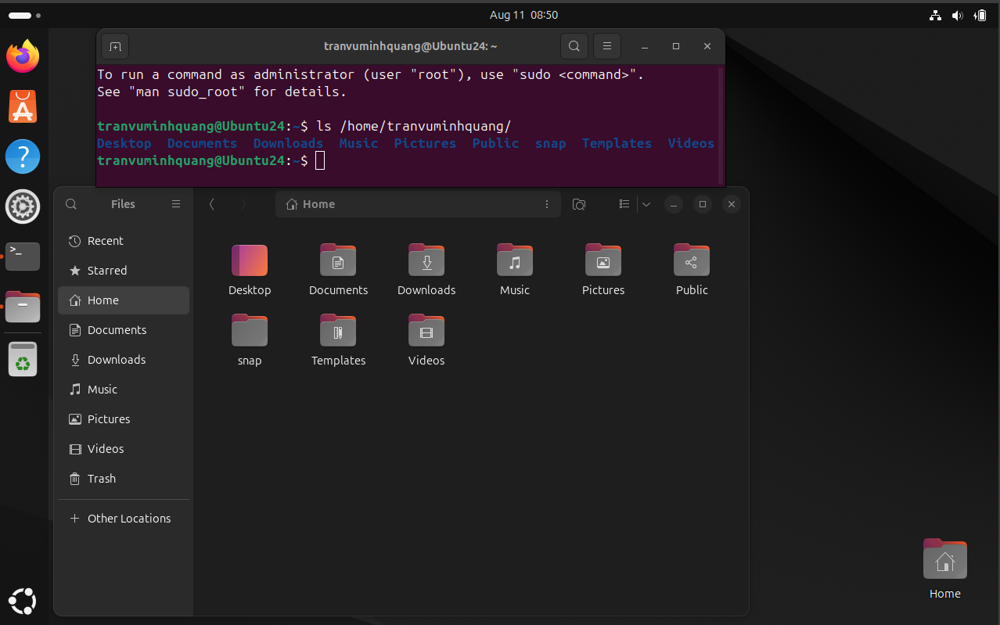 Aug 11 08:50
tranvuminhquang@Ubuntu24: ~
To run a command as administrator (user "root"), use "sudo <command>".
See "man sudo_root" for details.
tranvuminhquang@Ubuntu24:~$ ls /home/tranvuminhquang/
Desktop Documents Downloads Music Pictures Public snap Templates Videos
tranvuminhquang@Ubuntu24:~$
Files
Home
Recent
Starred
Home
Documents
Downloads
Music
Pictures
Videos
Trash
Other Locations
Desktop Documents Downloads Music Pictures Public
snap Templates Videos
Home